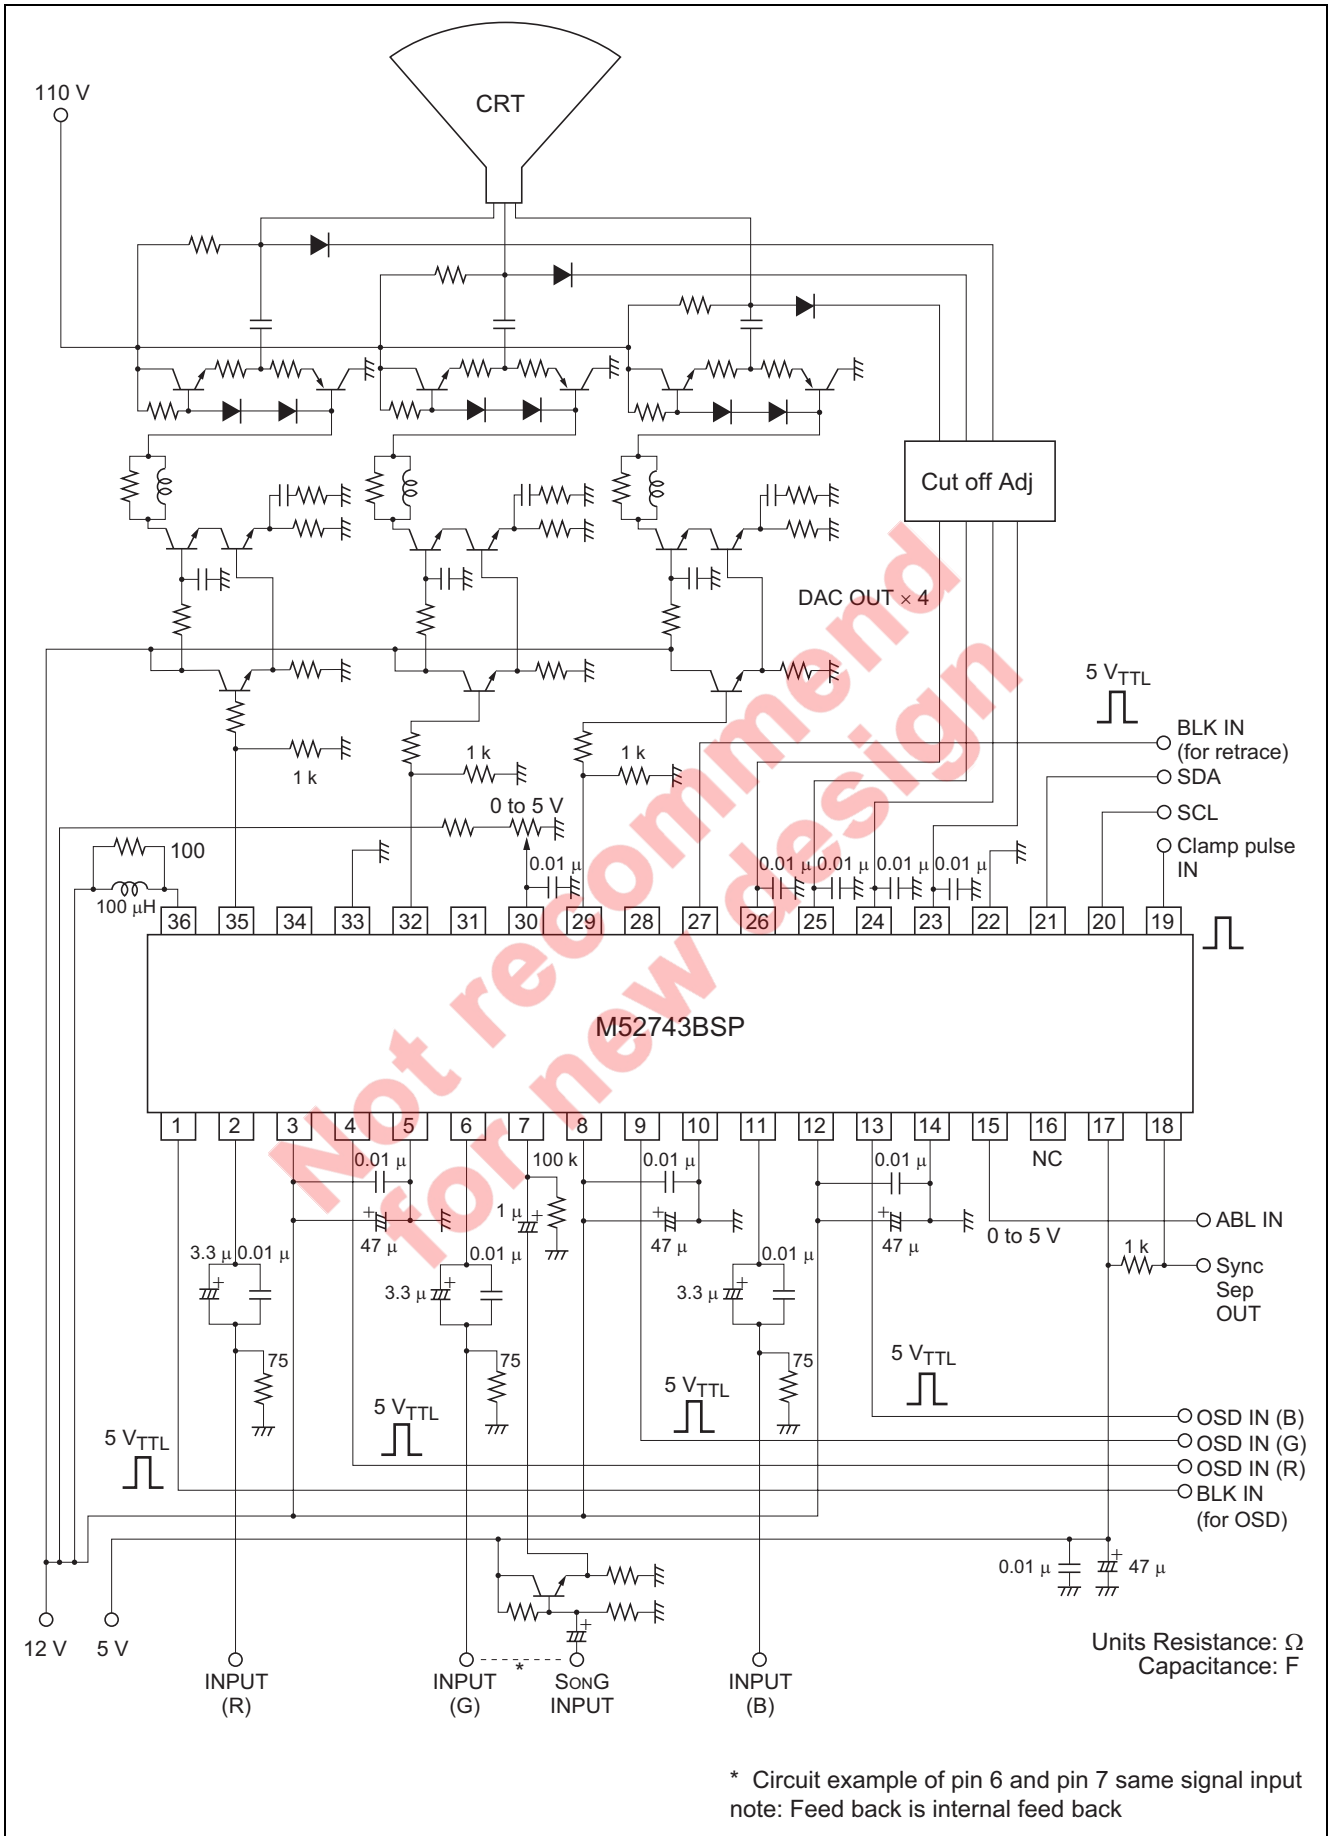 110 V
CRT
Cut off Adj
DAC OUT × 4
5 VTTL
BLK IN
(for retrace)
SDA
SCL
Clamp pulse
IN
1 k
1 k
1 k
0 to 5 V
100
100 μH
0.01 μ
0.01 μ
0.01 μ
0.01 μ
0.01 μ
36
35
34
33
32
31
30
29
28
27
26
25
24
23
22
21
20
19
M52743BSP
Not recommend
for new design
1
2
3
4
5
6
7
8
9
10
11
12
13
14
15
16
17
18
NC
0.01 μ
100 k
0.01 μ
0.01 μ
1 μ
47 μ
47 μ
47 μ
0 to 5 V
ABL IN
3.3 μ
0.01 μ
3.3 μ
0.01 μ
3.3 μ
0.01 μ
1 k
Sync
Sep
OUT
75
75
75
5 VTTL
5 VTTL
5 VTTL
5 VTTL
OSD IN (B)
OSD IN (G)
OSD IN (R)
BLK IN
(for OSD)
0.01 μ
47 μ
12 V
5 V
INPUT
(R)
INPUT
(G)
*
SONG
INPUT
INPUT
(B)
Units Resistance: Ω
Capacitance: F
* Circuit example of pin 6 and pin 7 same signal input
note: Feed back is internal feed back